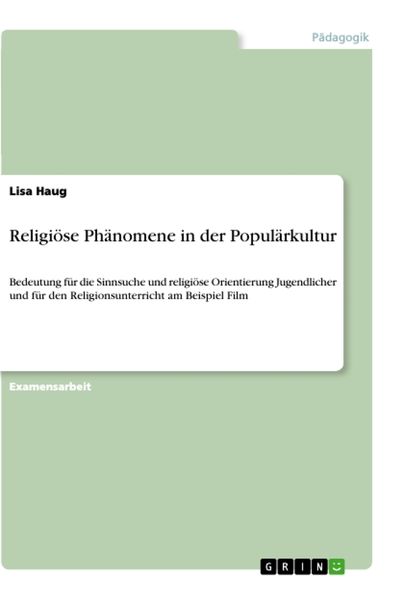 Pädagogik
Lisa Haug
Religiöse Phänomene in der Populärkultur
Bedeutung für die Sinnsuche und religiöse Orientierung Jugendlicher
und für den Religionsunterricht am Beispiel Film
Examensarbeit
GRIN